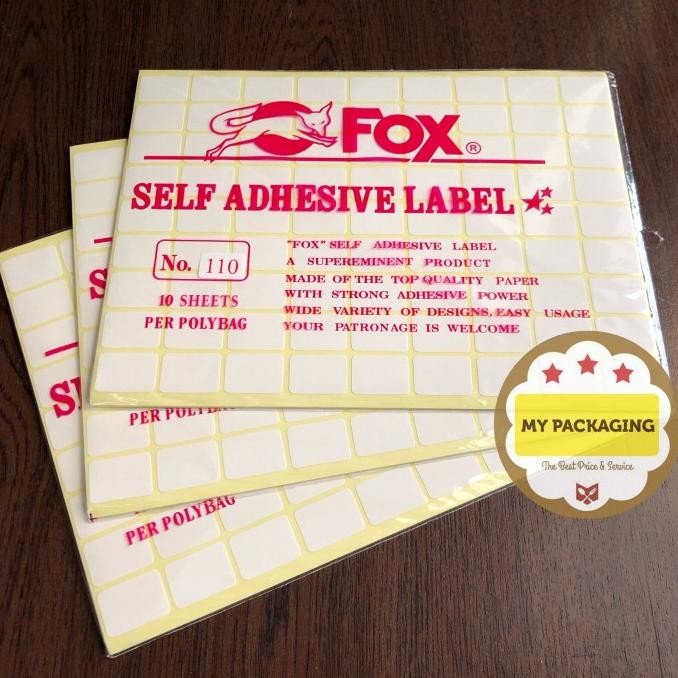 FOX®
SELF ADHESIVE LABEL
No. 110
10 SHEETS
PER POLYBAG
"FOX" SELF ADHESIVE LABEL
A SUPEREMINENT PRODUCT
MADE OF THE TOP QUALITY PAPER
WITH STRONG ADHESIVE POWER
WIDE VARIETY OF DESIGNS, EASY USAGE
YOUR PATRONAGE IS WELCOME
MY PACKAGING
The Best Price & Service
S
PER POLYBAG
SE
PER POLYBAG